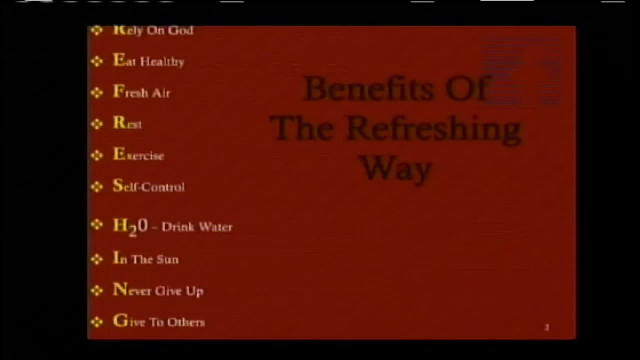 Rely On God
Eat Healthy
Fresh Air
Rest
Exercise
Self-Control
H20 – Drink Water
In The Sun
Never Give Up
Give To Others
Benefits Of
The Refreshing
Way